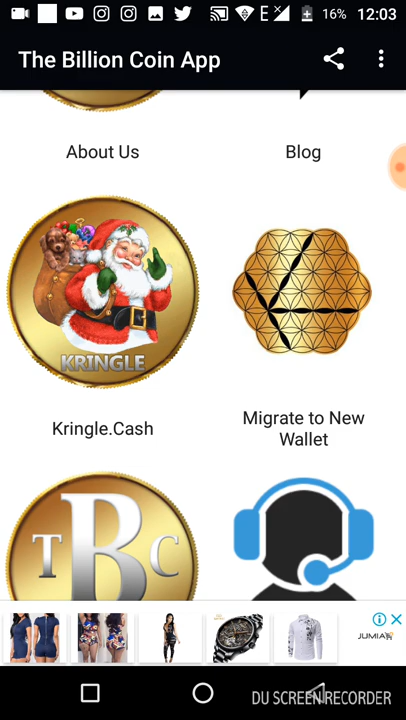 E 16% 12:03
The Billion Coin App
About Us
Blog
KRINGLE
Kringle.Cash
Migrate to New
Wallet
T B C
JUMIA
DU SCREEN RECORDER